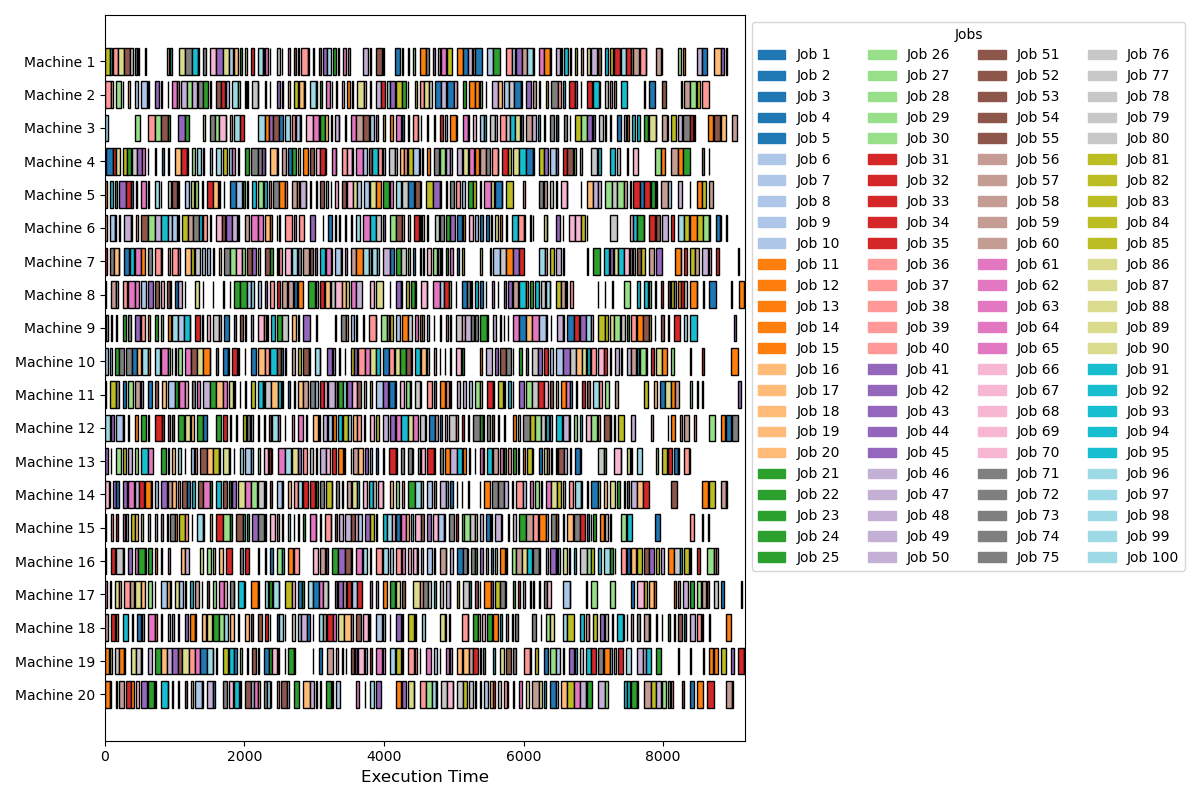 Machine 1
Machine 2
Machine 3
Machine 4
Machine 5
Machine 6
Machine 7
Machine 8
Machine 9
Machine 10
Machine 11
Machine 12
Machine 13
Machine 14
Machine 15
Machine 16
Machine 17
Machine 18
Machine 19
Machine 20
0 2000 4000 6000 8000
Execution Time
Jobs
Job 1 Job 26 Job 51 Job 76
Job 2 Job 27 Job 52 Job 77
Job 3 Job 28 Job 53 Job 78
Job 4 Job 29 Job 54 Job 79
Job 5 Job 30 Job 55 Job 80
Job 6 Job 31 Job 56 Job 81
Job 7 Job 32 Job 57 Job 82
Job 8 Job 33 Job 58 Job 83
Job 9 Job 34 Job 59 Job 84
Job 10 Job 35 Job 60 Job 85
Job 11 Job 36 Job 61 Job 86
Job 12 Job 37 Job 62 Job 87
Job 13 Job 38 Job 63 Job 88
Job 14 Job 39 Job 64 Job 89
Job 15 Job 40 Job 65 Job 90
Job 16 Job 41 Job 66 Job 91
Job 17 Job 42 Job 67 Job 92
Job 18 Job 43 Job 68 Job 93
Job 19 Job 44 Job 69 Job 94
Job 20 Job 45 Job 70 Job 95
Job 21 Job 46 Job 71 Job 96
Job 22 Job 47 Job 72 Job 97
Job 23 Job 48 Job 73 Job 98
Job 24 Job 49 Job 74 Job 99
Job 25 Job 50 Job 75 Job 100